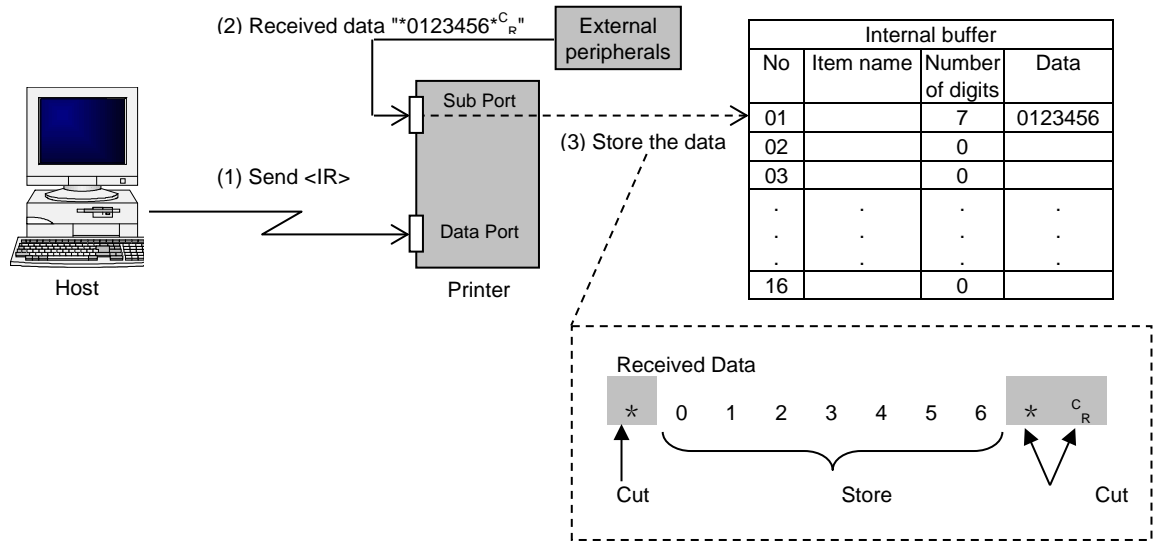 (2) Received data "*0123456*CR"
External
peripherals
Sub Port
(1) Send <IR>
Data Port
Host
Printer
(3) Store the data
Internal buffer
No Item name Number of digits Data
01 7 0123456
02 0
03 0
. . . .
. . . .
. . . .
16 0
Received Data
* 0 1 2 3 4 5 6 * CR
Cut Store Cut